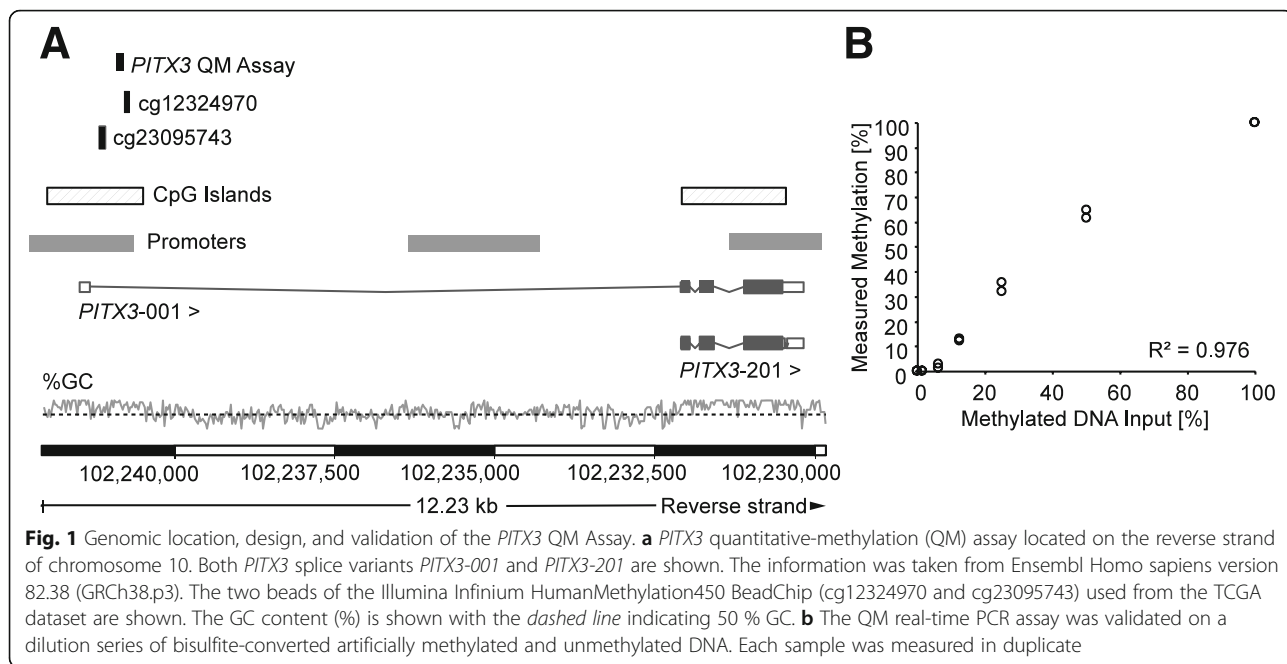 A
PITX3 QM Assay
cg12324970
cg23095743
CpG Islands
Promoters
PITX3-001 >
PITX3-201 >
%GC
102,240,000 102,237,500 102,235,000 102,232,500 102,230,000
12.23 kb Reverse strand
B
Measured Methylation [%]
100
90
80
70
60
50
40
30
20
10
0
R² = 0.976
0 20 40 60 80 100
Methylated DNA Input [%]
Fig. 1 Genomic location, design, and validation of the PITX3 QM Assay. a PITX3 quantitative-methylation (QM) assay located on the reverse strand
of chromosome 10. Both PITX3 splice variants PITX3-001 and PITX3-201 are shown. The information was taken from Ensembl Homo sapiens version
82.38 (GRCh38.p3). The two beads of the Illumina Infinium HumanMethylation450 BeadChip (cg12324970 and cg23095743) used from the TCGA
dataset are shown. The GC content (%) is shown with the dashed line indicating 50 % GC. b The QM real-time PCR assay was validated on a
dilution series of bisulfite-converted artificially methylated and unmethylated DNA. Each sample was measured in duplicate